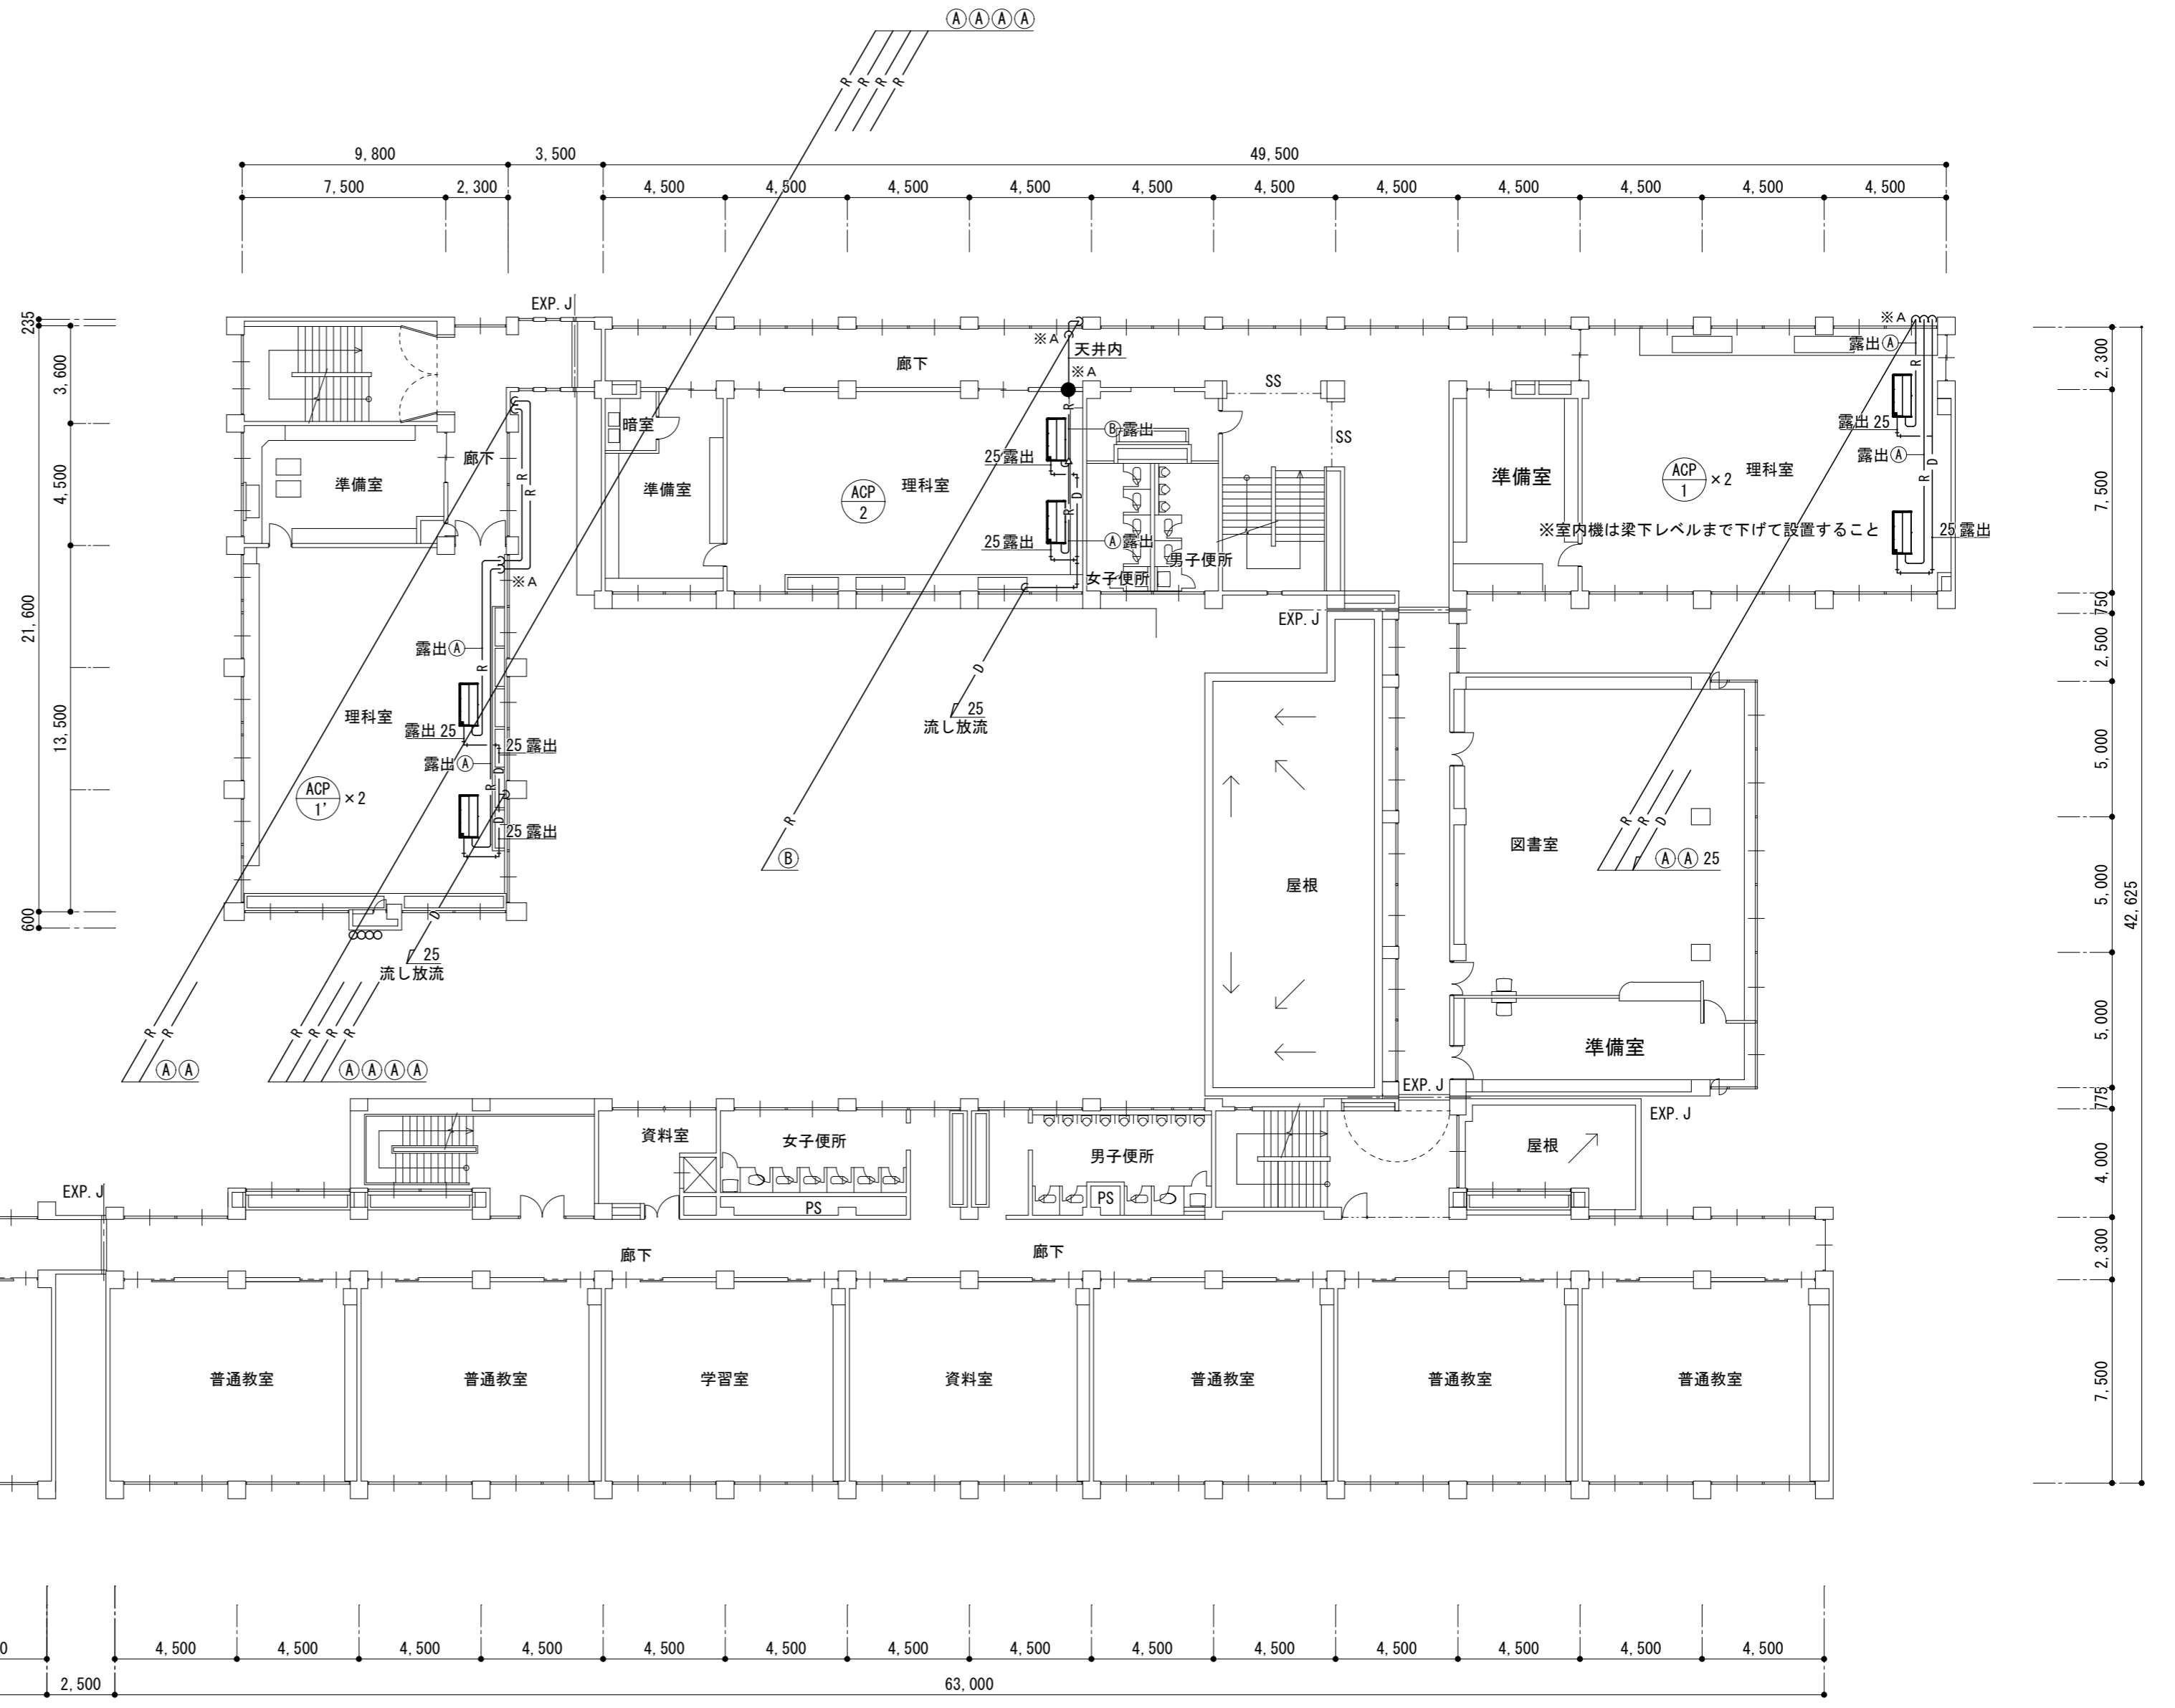 ⒶⒶⒶⒶ
R
R
R
R
9,800
3,500
49,500
7,500
2,300
4,500
4,500
4,500
4,500
4,500
4,500
4,500
4,500
4,500
4,500
4,500
235
3,600
4,500
21,600
13,500
600
EXP. J
※A
天井内
※A
廊下
暗室
準備室
ACP
2
理科室
R
Ⓑ露出
25露出
D
R
25露出
Ⓐ露出
女子便所
男子便所
SS
SS
準備室
廊下
R
R
※A
露出Ⓐ
R
理科室
露出 25
25 露出
露出Ⓐ
D
R
D
ACP
1'
×2
25 露出
D
25
流し放流
R
R
ⒶⒶ
R
R
R
R
ⒶⒶⒶⒶ
D
25
流し放流
R
Ⓑ
※A
露出Ⓐ
R
露出 25
露出Ⓐ
D
R
準備室
ACP
1
×2
理科室
※室内機は梁下レベルまで下げて設置すること
25 露出
EXP. J
屋根
図書室
R
R
D
ⒶⒶ 25
準備室
EXP. J
EXP. J
屋根
2,300
7,500
750
2,500
5,000
5,000
5,000
775
4,000
2,300
7,500
42,625
資料室
女子便所
男子便所
PS
PS
EXP. J
廊下
廊下
普通教室
普通教室
学習室
資料室
普通教室
普通教室
普通教室
0
4,500
4,500
4,500
4,500
4,500
4,500
4,500
4,500
4,500
4,500
4,500
4,500
4,500
4,500
2,500
63,000